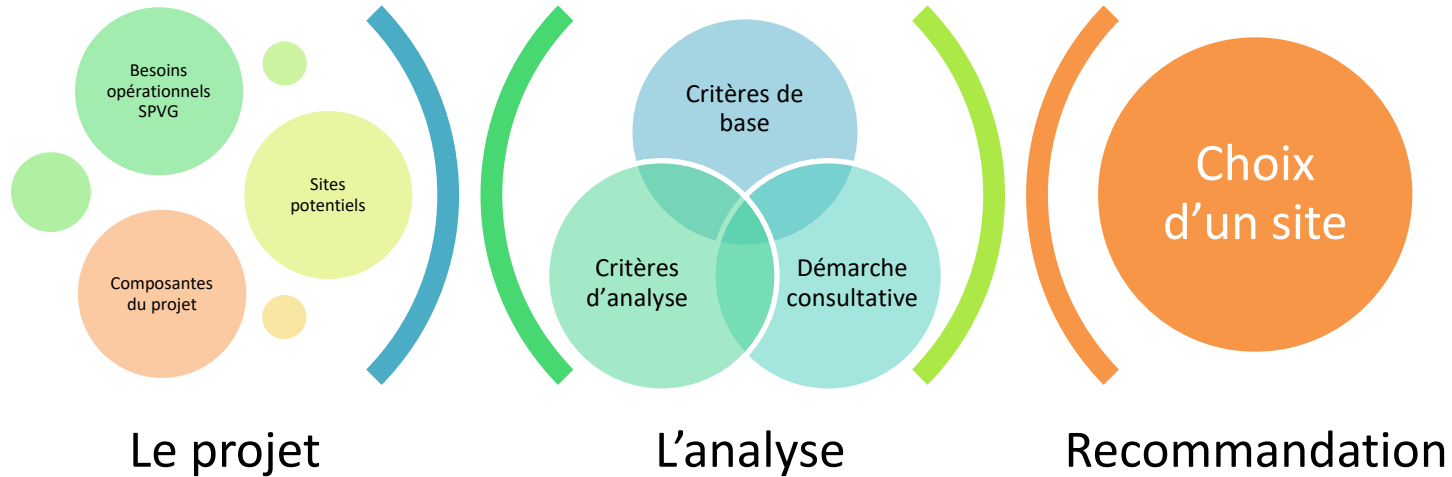 Besoins
opérationnels
SPVG
Sites
potentiels
Composantes
du projet
Le projet
Critères de
base
Critères
d’analyse
Démarche
consultative
L’analyse
Choix
d’un site
Recommandation